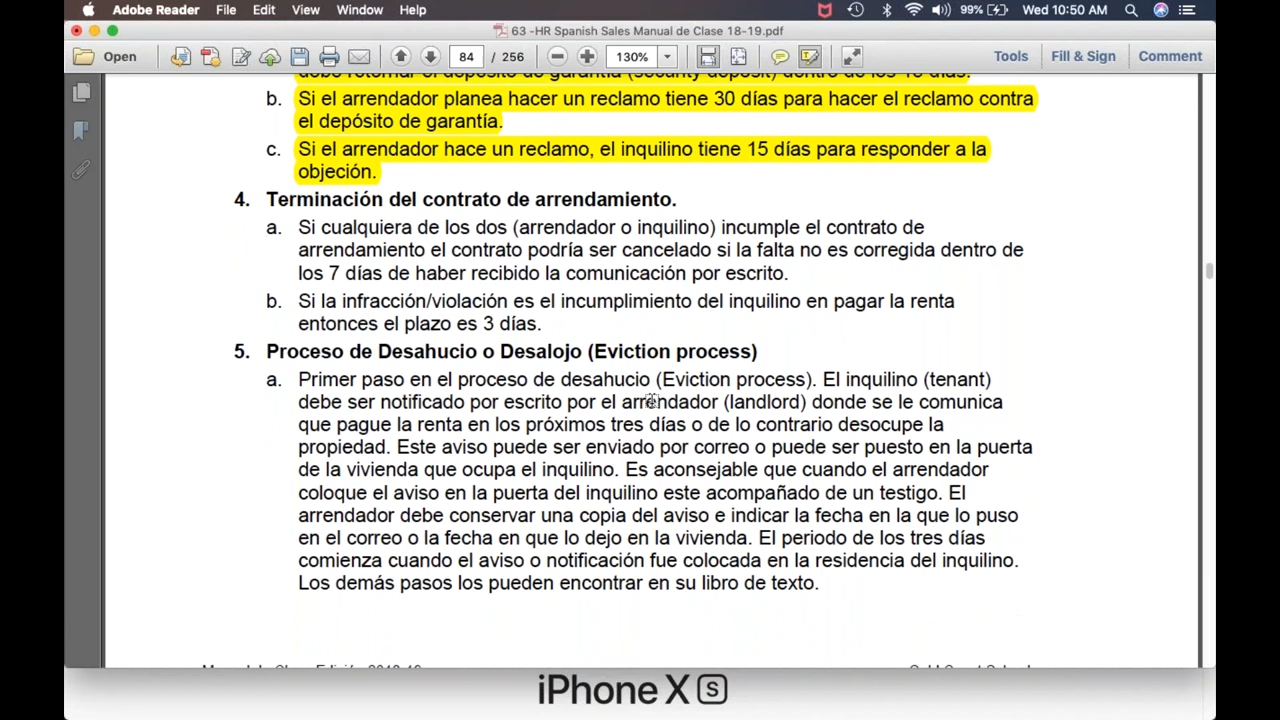 Adobe Reader File Edit View Window Help 99% Wed 10:50 AM
63 -HR Spanish Sales Manual de Clase 18-19.pdf
Open 84 / 256 130% Tools Fill & Sign Comment
debe retornar el depósito de garantía (security deposit) dentro de los 15 días.
b. Si el arrendador planea hacer un reclamo tiene 30 días para hacer el reclamo contra
el depósito de garantía.
c. Si el arrendador hace un reclamo, el inquilino tiene 15 días para responder a la
objeción.
4. Terminación del contrato de arrendamiento.
a. Si cualquiera de los dos (arrendador o inquilino) incumple el contrato de
arrendamiento el contrato podría ser cancelado si la falta no es corregida dentro de
los 7 días de haber recibido la comunicación por escrito.
b. Si la infracción/violación es el incumplimiento del inquilino en pagar la renta
entonces el plazo es 3 días.
5. Proceso de Desahucio o Desalojo (Eviction process)
a. Primer paso en el proceso de desahucio (Eviction process). El inquilino (tenant)
debe ser notificado por escrito por el arrendador (landlord) donde se le comunica
que pague la renta en los próximos tres días o de lo contrario desocupe la
propiedad. Este aviso puede ser enviado por correo o puede ser puesto en la puerta
de la vivienda que ocupa el inquilino. Es aconsejable que cuando el arrendador
coloque el aviso en la puerta del inquilino este acompañado de un testigo. El
arrendador debe conservar una copia del aviso e indicar la fecha en la que lo puso
en el correo o la fecha en que lo dejo en la vivienda. El periodo de los tres días
comienza cuando el aviso o notificación fue colocada en la residencia del inquilino.
Los demás pasos los pueden encontrar en su libro de texto.
iPhone XS